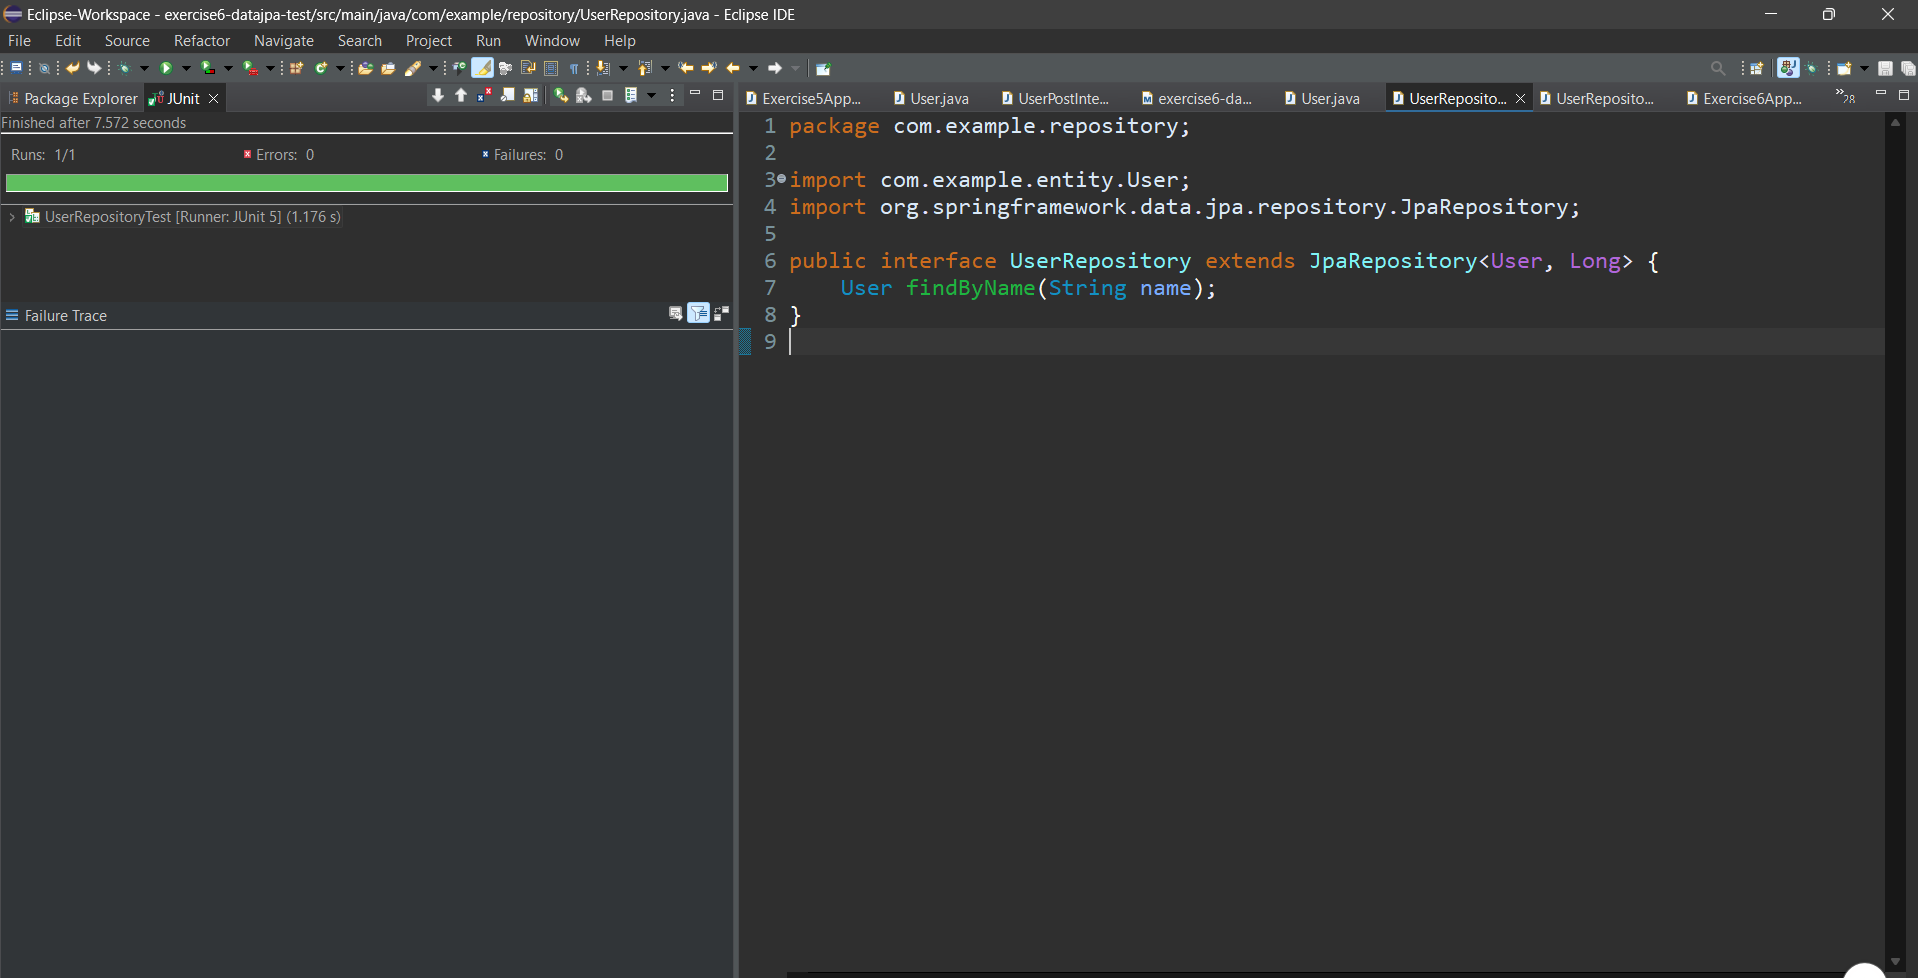 Eclipse-Workspace - exercise6-datajpa-test/src/main/java/com/example/repository/UserRepository.java - Eclipse IDE
File Edit Source Refactor Navigate Search Project Run Window Help
Package Explorer JUnit
Finished after 7.572 seconds
Runs: 1/1 Errors: 0 Failures: 0
UserRepositoryTest [Runner: JUnit 5] (1.176 s)
Failure Trace
Exercise5App... User.java UserPostInte... exercise6-da... User.java UserReposito... UserReposito... Exercise6App... »28
1 package com.example.repository;
2
3 import com.example.entity.User;
4 import org.springframework.data.jpa.repository.JpaRepository;
5
6 public interface UserRepository extends JpaRepository<User, Long> {
7 User findByName(String name);
8 }
9